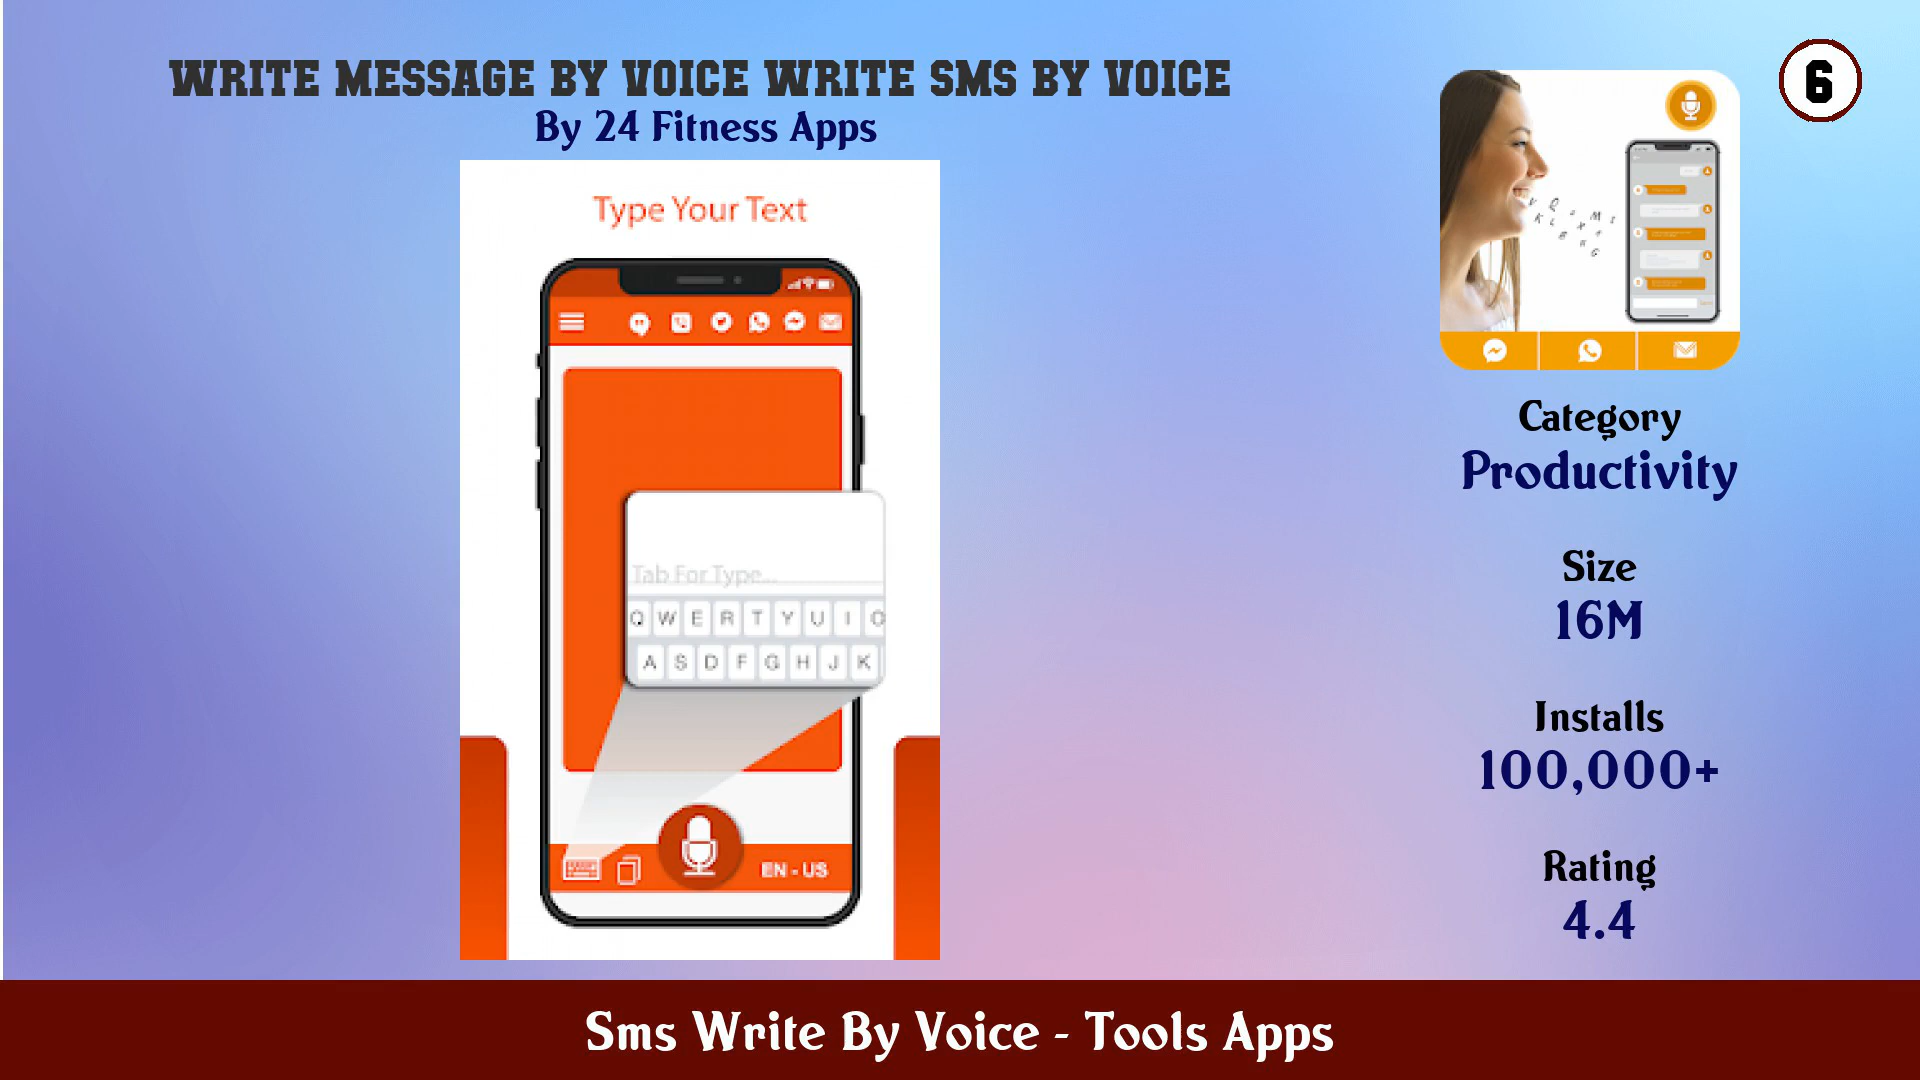 WRITE MESSAGE BY VOICE WRITE SMS BY VOICE
By 24 Fitness Apps
6
Type Your Text
Tab For Type...
Q W E R T Y U I O
A S D F G H J K
EN - US
Category
Productivity
Size
16M
Installs
100,000+
Rating
4.4
Sms Write By Voice - Tools Apps